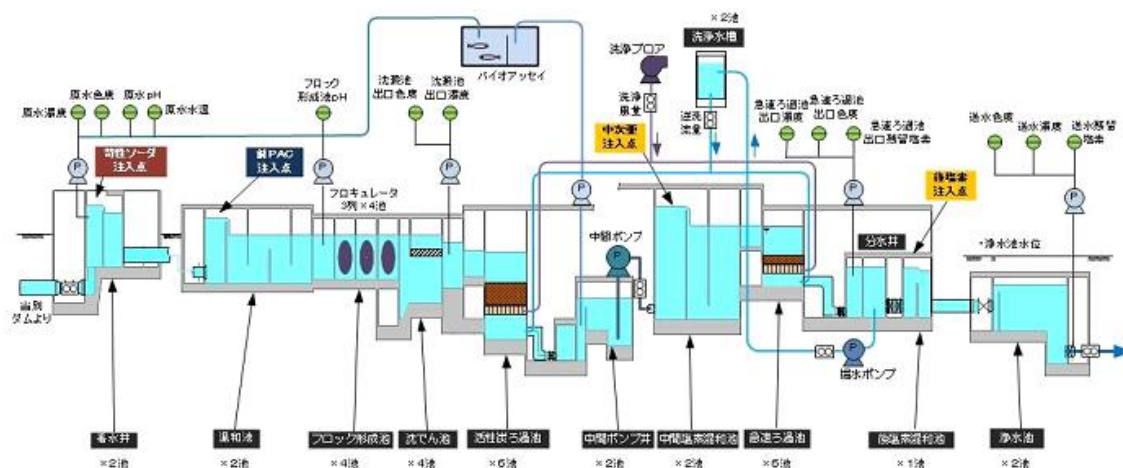 ×2池
洗浄水槽
洗浄ブロア
バイオアッセイ
原水色度
原水pH
原水濁度
原水水温
フロック
形成池pH
沈澱池
出口色度
沈澱池
出口濁度
洗浄
風量
逆洗
流量
急速ろ過池
出口濁度
急速ろ過池
出口色度
急速ろ過池
出口残留塩素
送水色度
送水濁度
送水残留
塩素
苛性ソーダ
注入点
前PAC
注入点
中次亜
注入点
後塩素
注入点
フロキュレータ
3列×4池
中間ポンプ
分水井
浄水池水位
当別
ダムより
揚水ポンプ
着水井
混和池
フロック形成池
沈でん池
活性炭ろ過池
中間ポンプ井
中間塩素混和池
急速ろ過池
後塩素混和池
浄水池
×2池
×2池
×4池
×4池
×6池
×2池
×2池
×6池
×1池
×2池
P
P
P
P
P
P
P
P